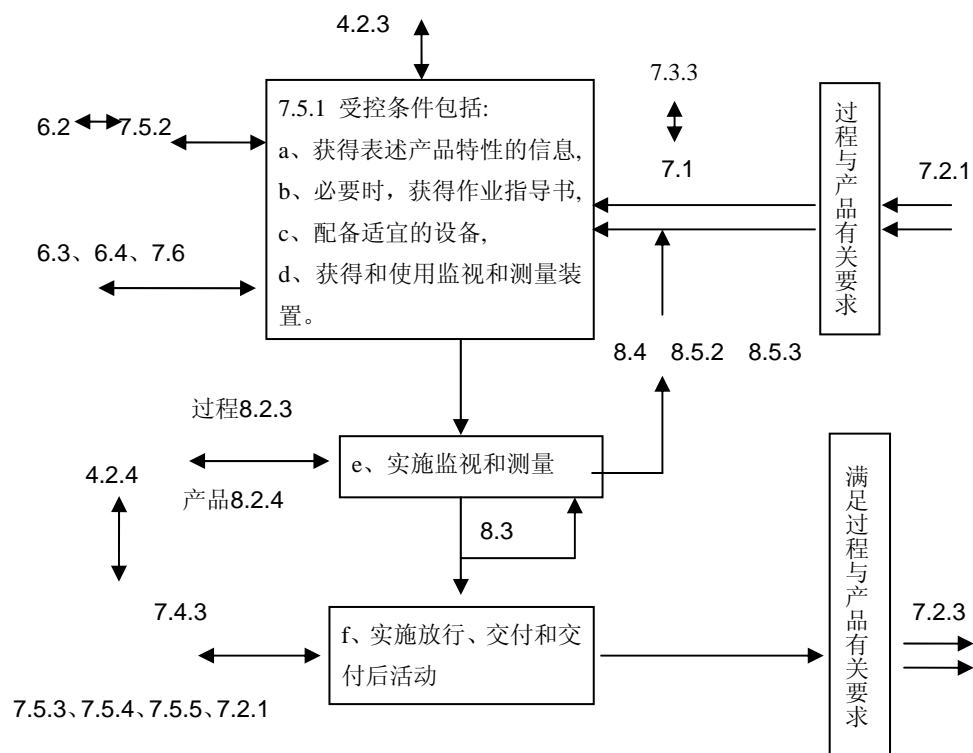 4.2.3
7.3.3
7.5.1 受控条件包括:
a、获得表述产品特性的信息,
b、必要时，获得作业指导书,
c、配备适宜的设备,
d、获得和使用监视和测量装
置。
6.2
7.5.2
7.1
过程与产品有关要求
7.2.1
6.3、6.4、7.6
8.4 8.5.2 8.5.3
过程8.2.3
e、实施监视和测量
4.2.4
产品8.2.4
8.3
满足过程与产品有关要求
7.2.3
7.4.3
f、实施放行、交付和交
付后活动
7.5.3、7.5.4、7.5.5、7.2.1